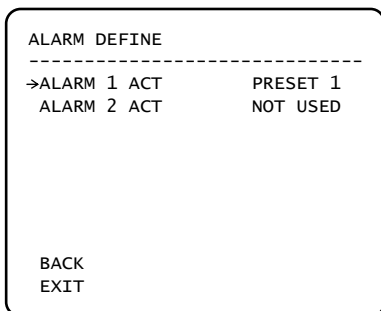 ALARM DEFINE
------------------------------
→ALARM 1 ACT PRESET 1
ALARM 2 ACT NOT USED
BACK
EXIT